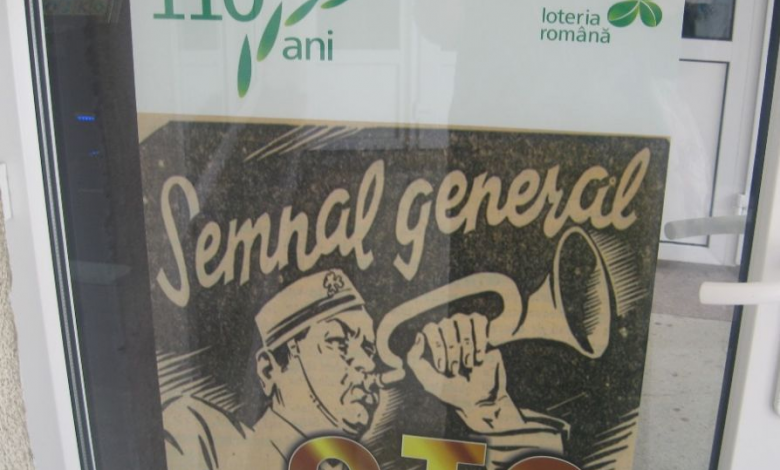 110
ani
loteria
română
Semnal general